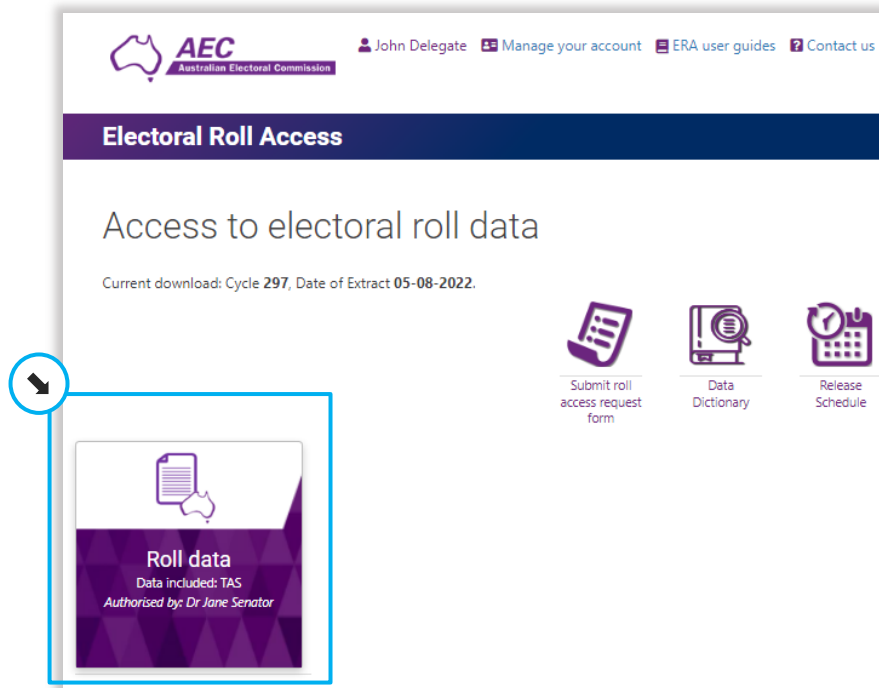 AEC
Australian Electoral Commission
John Delegate Manage your account ERA user guides Contact us
Electoral Roll Access
Access to electoral roll data
Current download: Cycle 297, Date of Extract 05-08-2022.
Submit roll
access request
form
Data
Dictionary
Release
Schedule
Roll data
Data included: TAS
Authorised by: Dr Jane Senator